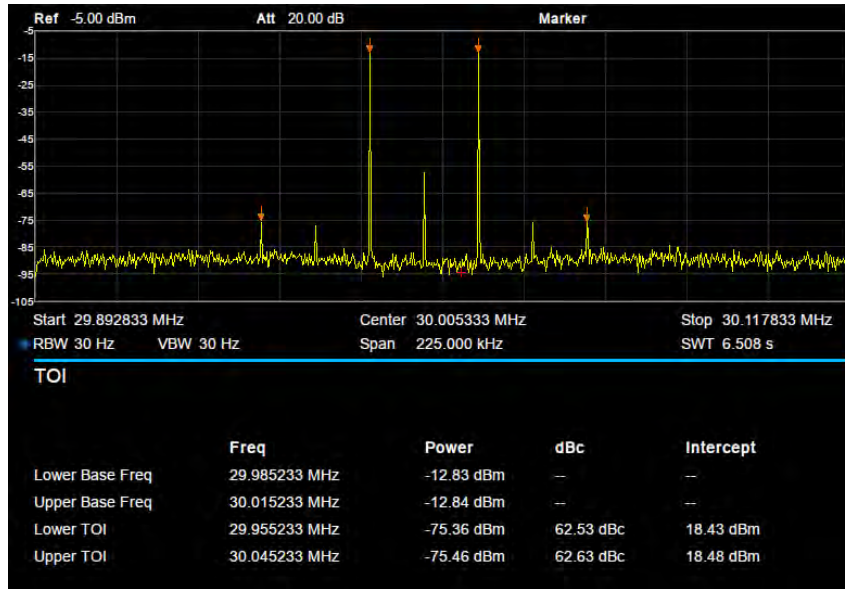 Ref -5.00 dBm Att 20.00 dB Marker
-5
-15
-25
-35
-45
-55
-65
-75
-85
-95
-105
Start 29.892833 MHz Center 30.005333 MHz Stop 30.117833 MHz
RBW 30 Hz VBW 30 Hz Span 225.000 kHz SWT 6.508 s
TOI
Freq Power dBc Intercept
Lower Base Freq 29.985233 MHz -12.83 dBm -- --
Upper Base Freq 30.015233 MHz -12.84 dBm -- --
Lower TOI 29.955233 MHz -75.36 dBm 62.53 dBc 18.43 dBm
Upper TOI 30.045233 MHz -75.46 dBm 62.63 dBc 18.48 dBm